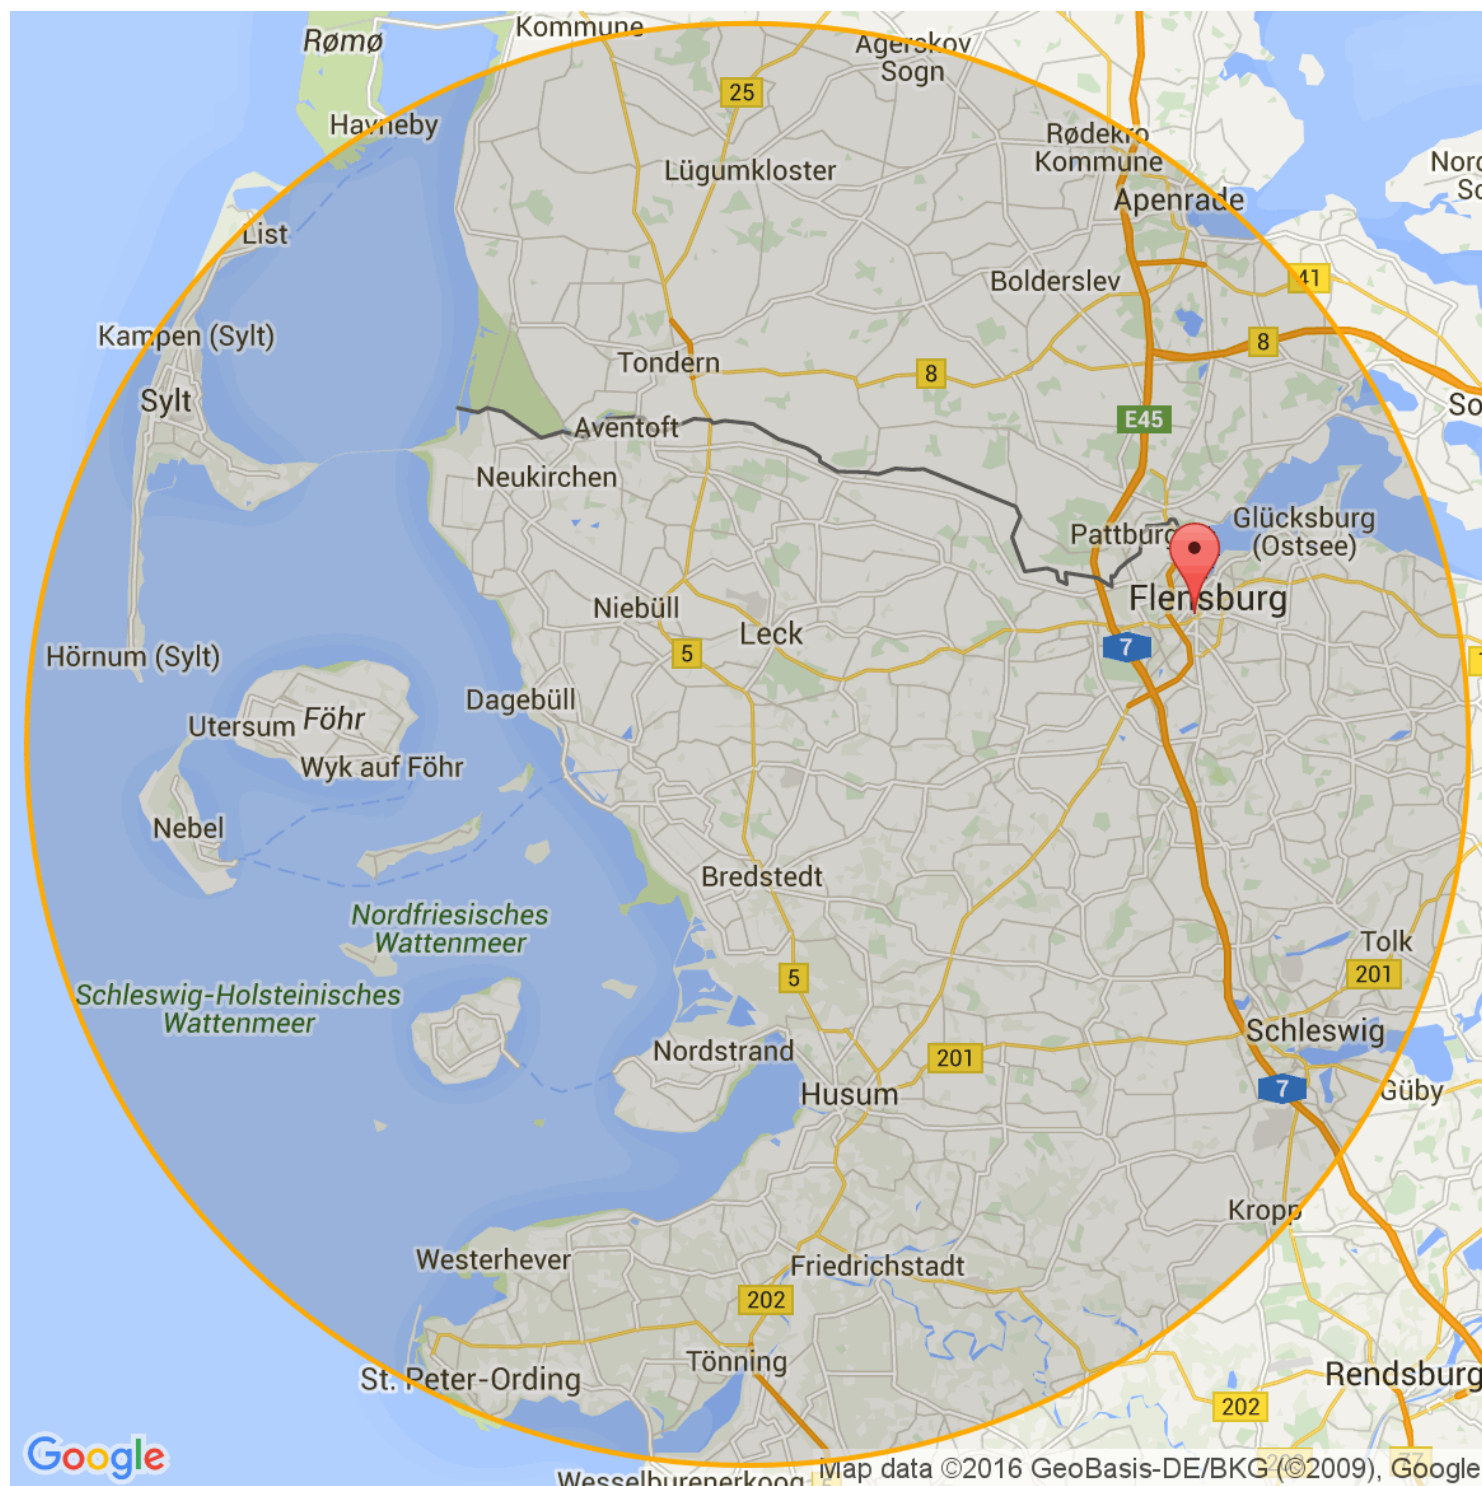 Kommune
Rømø
Agerskov
Sogn
25
Havneby
Rødekro
Kommune
Lügumkloster
Apenrade
List
Bolderslev
41
Kampen (Sylt)
8
Tondern
8
Sylt
E45
Aventoft
Neukirchen
Pattburg
Glücksburg
(Ostsee)
Flensburg
Niebüll
Leck
7
5
Hörnum (Sylt)
Dagebüll
Utersum
Föhr
Wyk auf Föhr
Nebel
Bredstedt
Nordfriesisches
Wattenmeer
Tolk
201
5
Schleswig-Holsteinisches
Wattenmeer
Schleswig
Nordstrand
201
Husum
7
Güby
Kropp
Westerhever
Friedrichstadt
202
Tönning
St. Peter-Ording
Rendsburg
202
Google
Wesselburenerkoog
Map data ©2016 GeoBasis-DE/BKG (©2009), Google